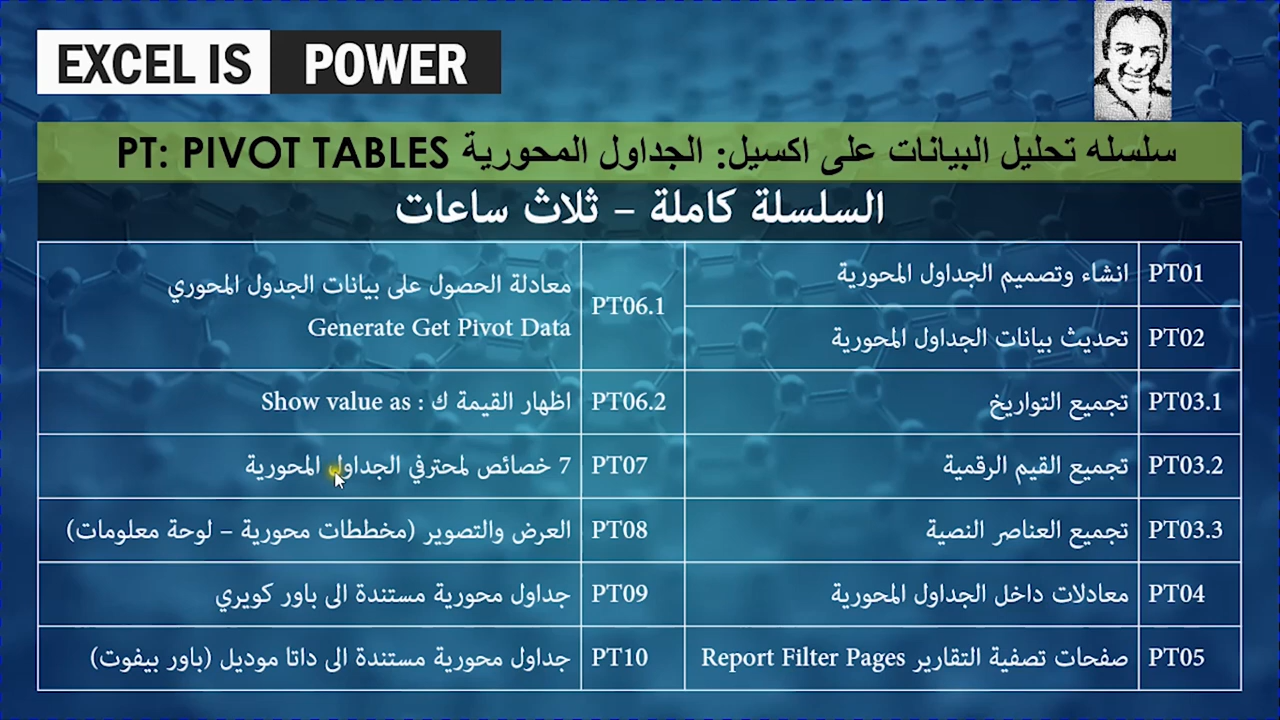 EXCEL IS POWER
سلسله تحليل البيانات على اكسيل: الجداول المحورية PT: PIVOT TABLES
السلسلة كاملة – ثلاث ساعات
PT01 انشاء وتصميم الجداول المحورية
PT02 تحديث بيانات الجداول المحورية
PT03.1 تجميع التواريخ
PT03.2 تجميع القيم الرقمية
PT03.3 تجميع العناصر النصية
PT04 معادلات داخل الجداول المحورية
PT05 صفحات تصفية التقارير Report Filter Pages
PT06.1 معادلة الحصول على بيانات الجدول المحوري
Generate Get Pivot Data
PT06.2 اظهار القيمة ك : Show value as
PT07 7 خصائص لمحترفي الجداول المحورية
PT08 العرض والتصوير (مخططات محورية – لوحة معلومات)
PT09 جداول محورية مستندة الى باور كويري
PT10 جداول محورية مستندة الى داتا موديل (باور بيفوت)